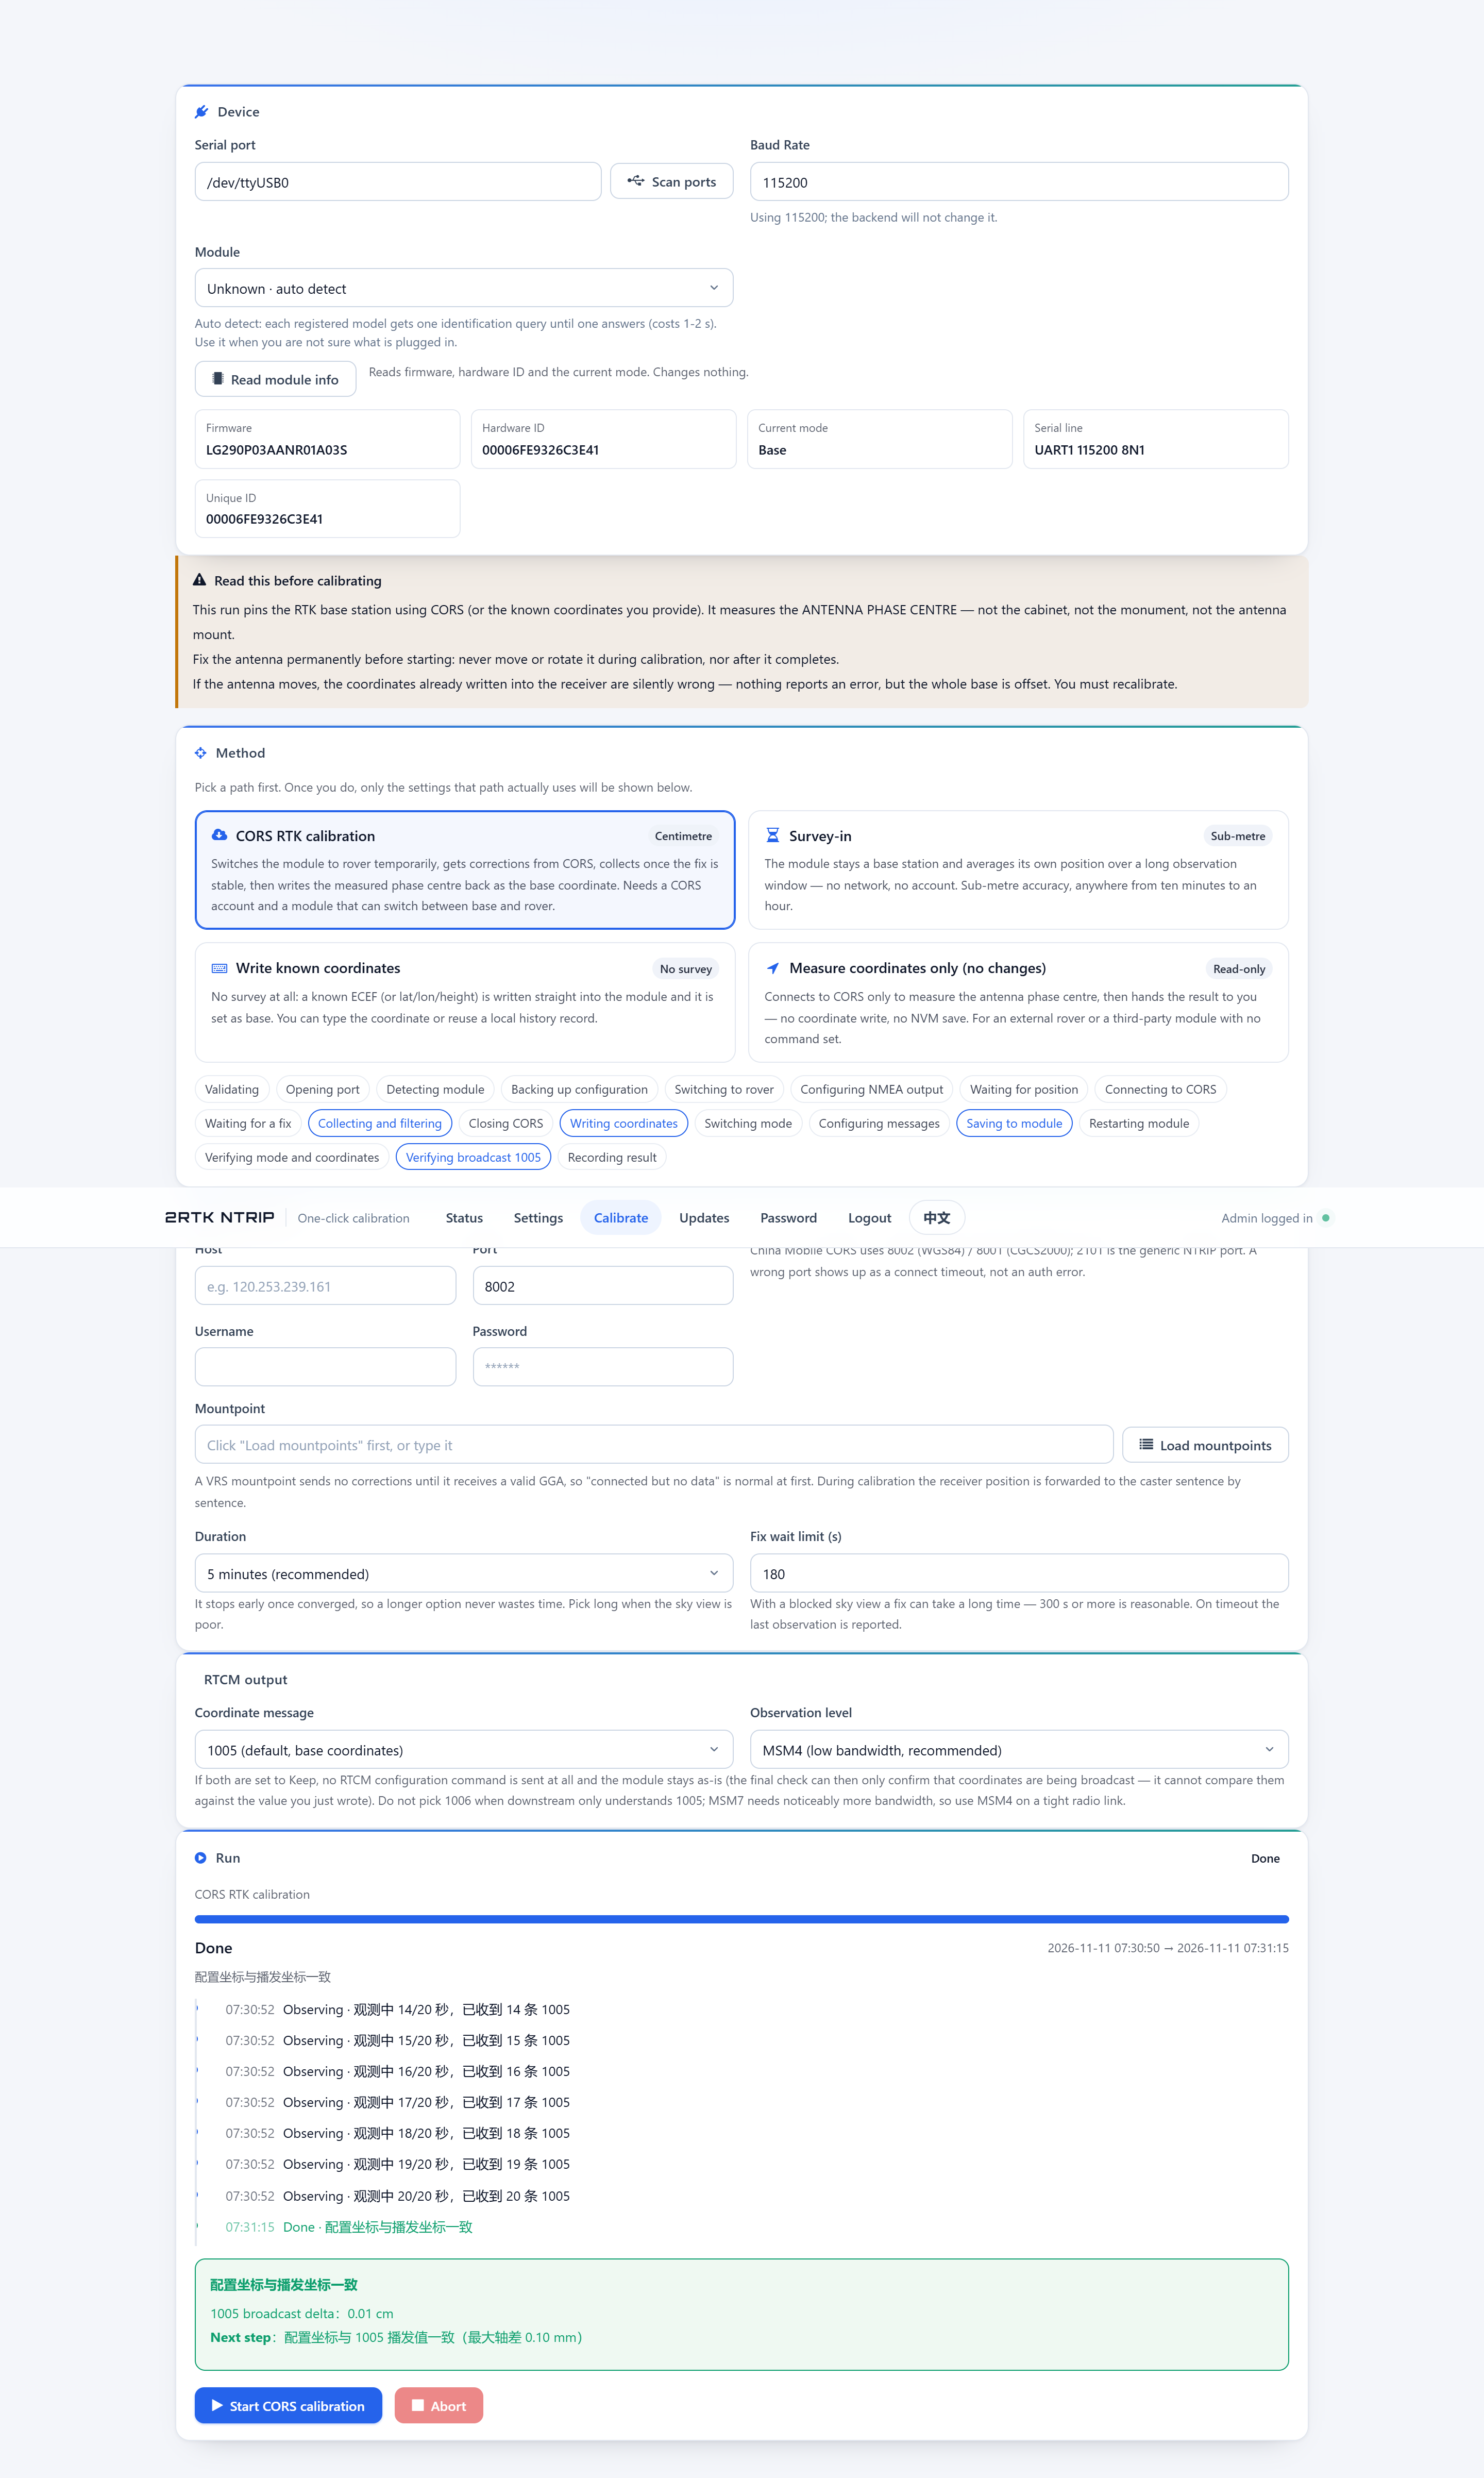 Device
Serial port
Baud Rate
/dev/ttyUSB0
Scan ports
115200
Using 115200; the backend will not change it.
Module
Unknown · auto detect
Auto detect: each registered model gets one identification query until one answers (costs 1-2 s).
Use it when you are not sure what is plugged in.
Read module info
Reads firmware, hardware ID and the current mode. Changes nothing.
Firmware
LG290P03AANR01A03S
Hardware ID
00006FE9326C3E41
Current mode
Base
Serial line
UART1 115200 8N1
Unique ID
00006FE9326C3E41
Read this before calibrating
This run pins the RTK base station using CORS (or the known coordinates you provide). It measures the ANTENNA PHASE CENTRE — not the cabinet, not the monument, not the antenna
mount.
Fix the antenna permanently before starting: never move or rotate it during calibration, nor after it completes.
If the antenna moves, the coordinates already written into the receiver are silently wrong — nothing reports an error, but the whole base is offset. You must recalibrate.
Method
Pick a path first. Once you do, only the settings that path actually uses will be shown below.
CORS RTK calibration
Centimetre
Switches the module to rover temporarily, gets corrections from CORS, collects once the fix is
stable, then writes the measured phase centre back as the base coordinate. Needs a CORS
account and a module that can switch between base and rover.
Survey-in
Sub-metre
The module stays a base station and averages its own position over a long observation
window — no network, no account. Sub-metre accuracy, anywhere from ten minutes to an
hour.
Write known coordinates
No survey
No survey at all: a known ECEF (or lat/lon/height) is written straight into the module and it is
set as base. You can type the coordinate or reuse a local history record.
Measure coordinates only (no changes)
Read-only
Connects to CORS only to measure the antenna phase centre, then hands the result to you
— no coordinate write, no NVM save. For an external rover or a third-party module with no
command set.
Validating
Opening port
Detecting module
Backing up configuration
Switching to rover
Configuring NMEA output
Waiting for position
Connecting to CORS
Waiting for a fix
Collecting and filtering
Closing CORS
Writing coordinates
Switching mode
Configuring messages
Saving to module
Restarting module
Verifying mode and coordinates
Verifying broadcast 1005
Recording result
2RTK NTRIP
One-click calibration
Status
Settings
Calibrate
Updates
Password
Logout
中文
Admin logged in
Host
Port
China Mobile CORS uses 8002 (WGS84) / 8001 (CGCS2000); 2101 is the generic NTRIP port. A
wrong port shows up as a connect timeout, not an auth error.
e.g. 120.253.239.161
8002
Username
Password
******
Mountpoint
Click "Load mountpoints" first, or type it
Load mountpoints
A VRS mountpoint sends no corrections until it receives a valid GGA, so "connected but no data" is normal at first. During calibration the receiver position is forwarded to the caster sentence by
sentence.
Duration
Fix wait limit (s)
5 minutes (recommended)
180
It stops early once converged, so a longer option never wastes time. Pick long when the sky view is
poor.
With a blocked sky view a fix can take a long time — 300 s or more is reasonable. On timeout the
last observation is reported.
RTCM output
Coordinate message
Observation level
1005 (default, base coordinates)
MSM4 (low bandwidth, recommended)
If both are set to Keep, no RTCM configuration command is sent at all and the module stays as-is (the final check can then only confirm that coordinates are being broadcast — it cannot compare them
against the value you just wrote). Do not pick 1006 when downstream only understands 1005; MSM7 needs noticeably more bandwidth, so use MSM4 on a tight radio link.
Run
Done
CORS RTK calibration
Done
2026-11-11 07:30:50 → 2026-11-11 07:31:15
配置坐标与播发坐标一致
07:30:52 Observing · 观测中 14/20 秒，已收到 14 条 1005
07:30:52 Observing · 观测中 15/20 秒，已收到 15 条 1005
07:30:52 Observing · 观测中 16/20 秒，已收到 16 条 1005
07:30:52 Observing · 观测中 17/20 秒，已收到 17 条 1005
07:30:52 Observing · 观测中 18/20 秒，已收到 18 条 1005
07:30:52 Observing · 观测中 19/20 秒，已收到 19 条 1005
07:30:52 Observing · 观测中 20/20 秒，已收到 20 条 1005
07:31:15 Done · 配置坐标与播发坐标一致
配置坐标与播发坐标一致
1005 broadcast delta：0.01 cm
Next step：配置坐标与 1005 播发值一致（最大轴差 0.10 mm）
Start CORS calibration
Abort